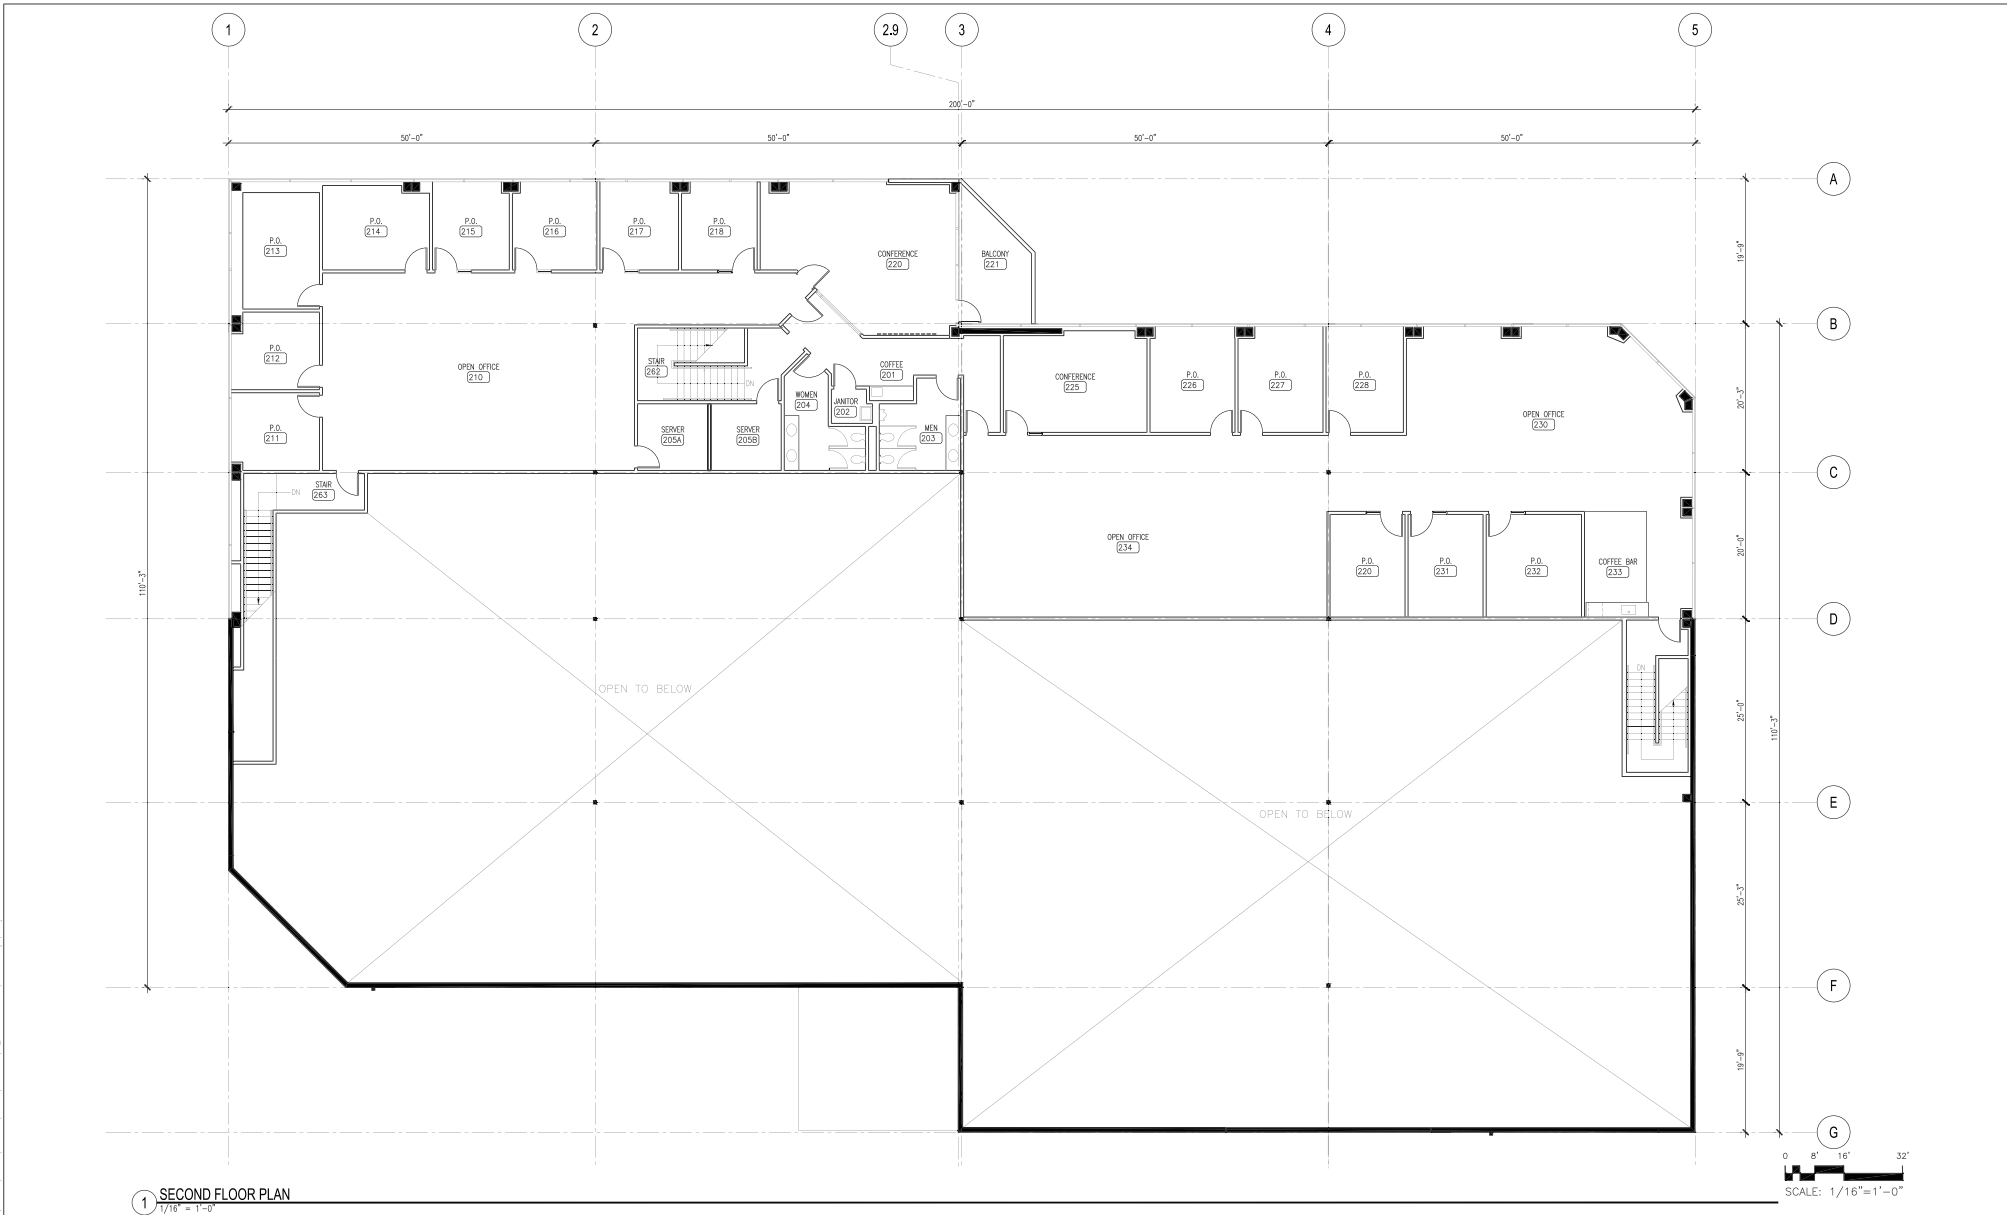 1
2
2.9
3
4
5
200'-0"
50'-0"
50'-0"
50'-0"
50'-0"
A
B
C
D
E
F
G
19'-9"
20'-3"
20'-0"
25'-0"
25'-3"
19'-9"
110'-3"
110'-3"
P.O.
213
P.O.
214
P.O.
215
P.O.
216
P.O.
217
P.O.
218
CONFERENCE
220
BALCONY
221
P.O.
212
OPEN OFFICE
210
STAIR
262
DN
COFFEE
201
WOMEN
204
JANITOR
202
CONFERENCE
225
P.O.
226
P.O.
227
P.O.
228
OPEN OFFICE
230
P.O.
211
SERVER
205A
SERVER
205B
MEN
203
STAIR
263
DN
OPEN OFFICE
234
P.O.
220
P.O.
231
P.O.
232
COFFEE BAR
233
DN
OPEN TO BELOW
OPEN TO BELOW
0 8' 16' 32'
SCALE: 1/16"=1'-0"
1
SECOND FLOOR PLAN
1/16" = 1'-0"